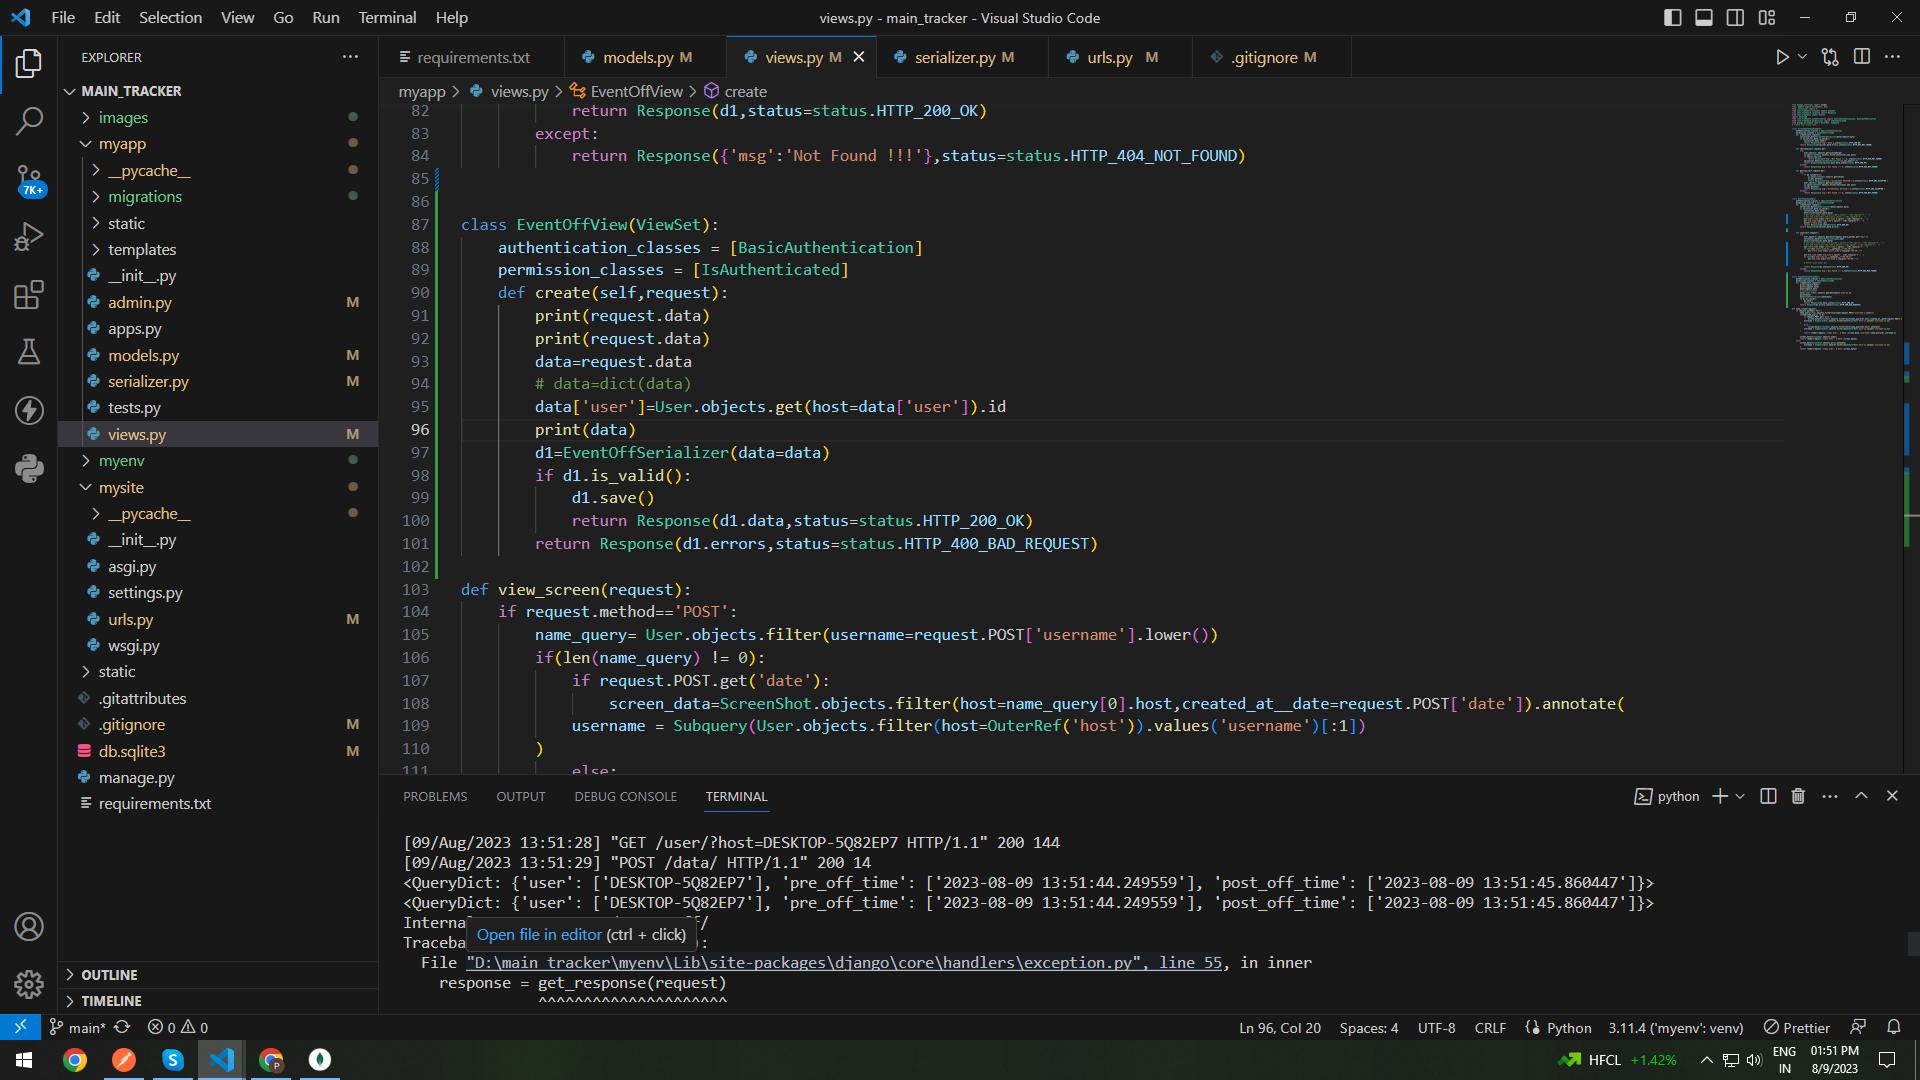 File Edit Selection View Go Run Terminal Help
views.py - main_tracker - Visual Studio Code
EXPLORER
MAIN_TRACKER
images
myapp
__pycache__
migrations
static
templates
__init__.py
admin.py M
apps.py
models.py M
serializer.py M
tests.py
views.py M
myenv
mysite
__pycache__
__init__.py
asgi.py
settings.py
urls.py M
wsgi.py
static
.gitattributes
.gitignore M
db.sqlite3 M
manage.py
requirements.txt
OUTLINE
TIMELINE
7K+
requirements.txt models.py M views.py M serializer.py M urls.py M .gitignore M
myapp > views.py > EventOffView > create
82 return Response(d1,status=status.HTTP_200_OK)
83 except:
84 return Response({'msg':'Not Found !!!'},status=status.HTTP_404_NOT_FOUND)
85
86
87 class EventOffView(ViewSet):
88 authentication_classes = [BasicAuthentication]
89 permission_classes = [IsAuthenticated]
90 def create(self,request):
91 print(request.data)
92 print(request.data)
93 data=request.data
94 # data=dict(data)
95 data['user']=User.objects.get(host=data['user']).id
96 print(data)
97 d1=EventOffSerializer(data=data)
98 if d1.is_valid():
99 d1.save()
100 return Response(d1.data,status=status.HTTP_200_OK)
101 return Response(d1.errors,status=status.HTTP_400_BAD_REQUEST)
102
103 def view_screen(request):
104 if request.method=='POST':
105 name_query= User.objects.filter(username=request.POST['username'].lower())
106 if(len(name_query) != 0):
107 if request.POST.get('date'):
108 screen_data=ScreenShot.objects.filter(host=name_query[0].host,created_at__date=request.POST['date']).annotate(
109 username = Subquery(User.objects.filter(host=OuterRef('host')).values('username')[:1])
110 )
111 else:
PROBLEMS OUTPUT DEBUG CONSOLE TERMINAL
python
[09/Aug/2023 13:51:28] "GET /user/?host=DESKTOP-5Q82EP7 HTTP/1.1" 200 144
[09/Aug/2023 13:51:29] "POST /data/ HTTP/1.1" 200 14
<QueryDict: {'user': ['DESKTOP-5Q82EP7'], 'pre_off_time': ['2023-08-09 13:51:44.249559'], 'post_off_time': ['2023-08-09 13:51:45.860447']}>
<QueryDict: {'user': ['DESKTOP-5Q82EP7'], 'pre_off_time': ['2023-08-09 13:51:44.249559'], 'post_off_time': ['2023-08-09 13:51:45.860447']}>
Interna
Open file in editor (ctrl + click)
Traceba ):
File "D:\main_tracker\myenv\Lib\site-packages\django\core\handlers\exception.py", line 55, in inner
response = get_response(request)
^^^^^^^^^^^^^^^^^^^^^
main* 0 0
Ln 96, Col 20 Spaces: 4 UTF-8 CRLF Python 3.11.4 ('myenv': venv) Prettier
HFCL +1.42%
ENG
IN
01:51 PM
8/9/2023